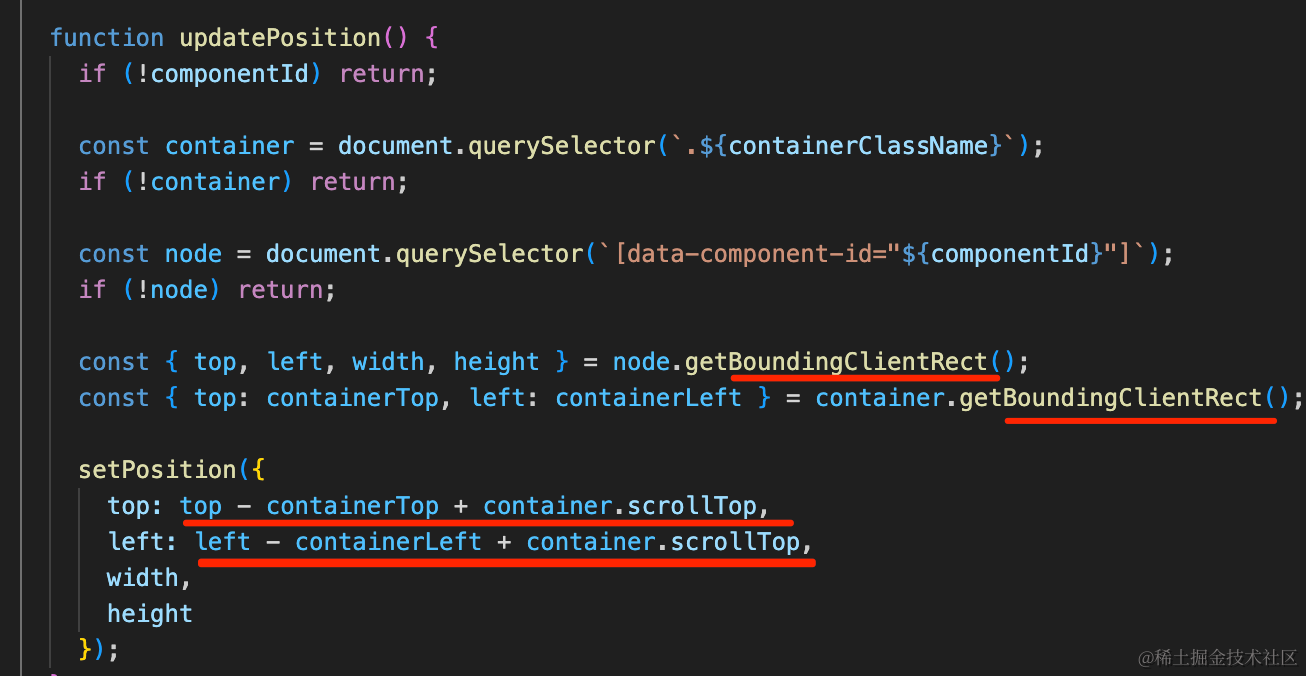 function updatePosition() {
if (!componentId) return;
const container = document.querySelector(`.${containerClassName}`);
if (!container) return;
const node = document.querySelector(`[data-component-id="${componentId}"]`);
if (!node) return;
const { top, left, width, height } = node.getBoundingClientRect();
const { top: containerTop, left: containerLeft } = container.getBoundingClientRect();
setPosition({
top: top - containerTop + container.scrollTop,
left: left - containerLeft + container.scrollTop,
width,
height
});
@稀土掘金技术社区